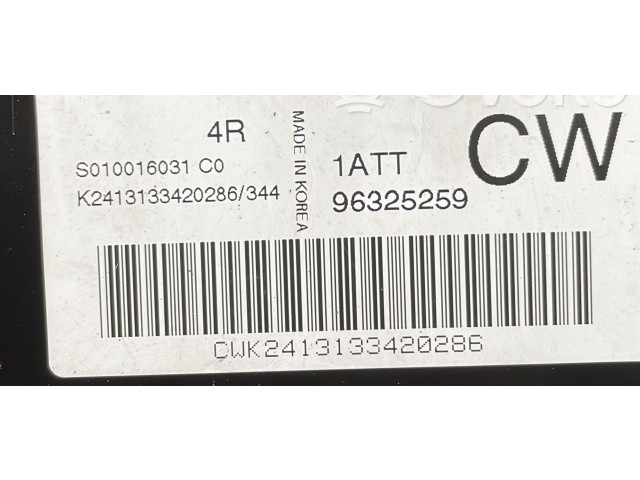 4R
S010016031 C0
K2413133420286/344
MADE IN KOREA
1ATT
96325259
CW
CWK2413133420286